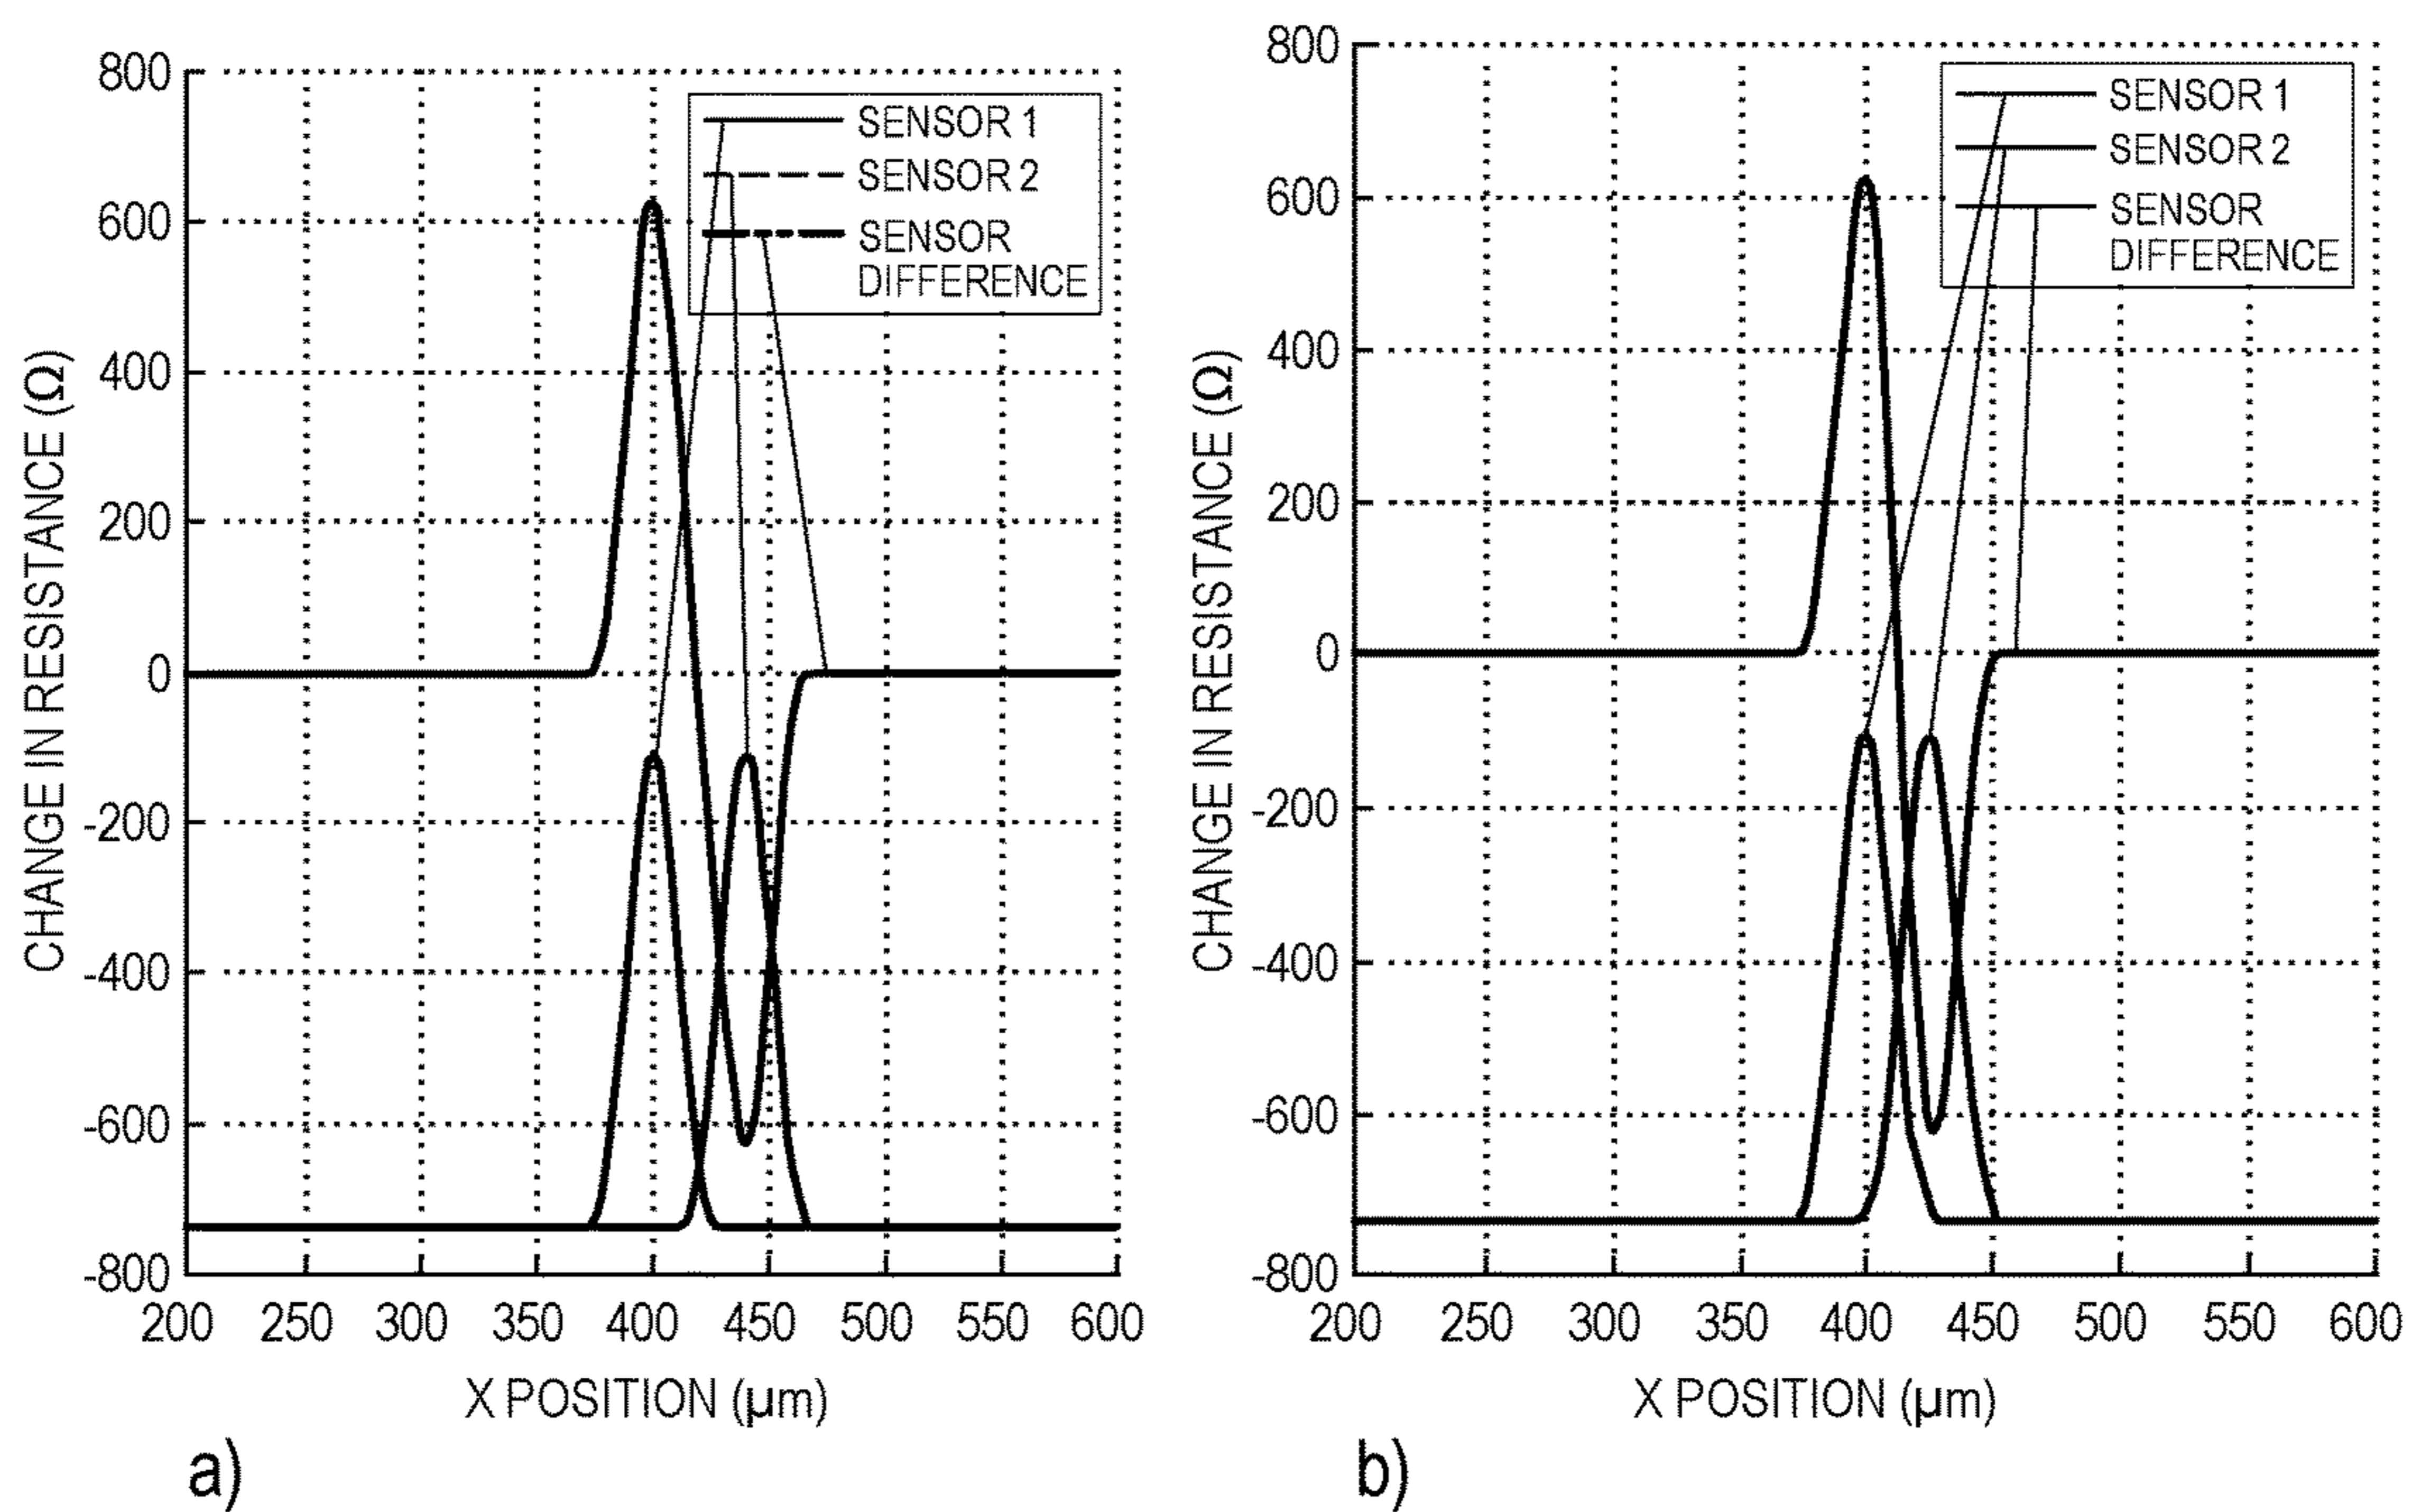 800
600
400
200
0
-200
-400
-600
-800
CHANGE IN RESISTANCE (Ω)
SENSOR 1
SENSOR 2
SENSOR
DIFFERENCE
200 250 300 350 400 450 500 550 600
X POSITION (µm)
a)
800
600
400
200
0
-200
-400
-600
-800
CHANGE IN RESISTANCE (Ω)
SENSOR 1
SENSOR 2
SENSOR
DIFFERENCE
200 250 300 350 400 450 500 550 600
X POSITION (µm)
b)